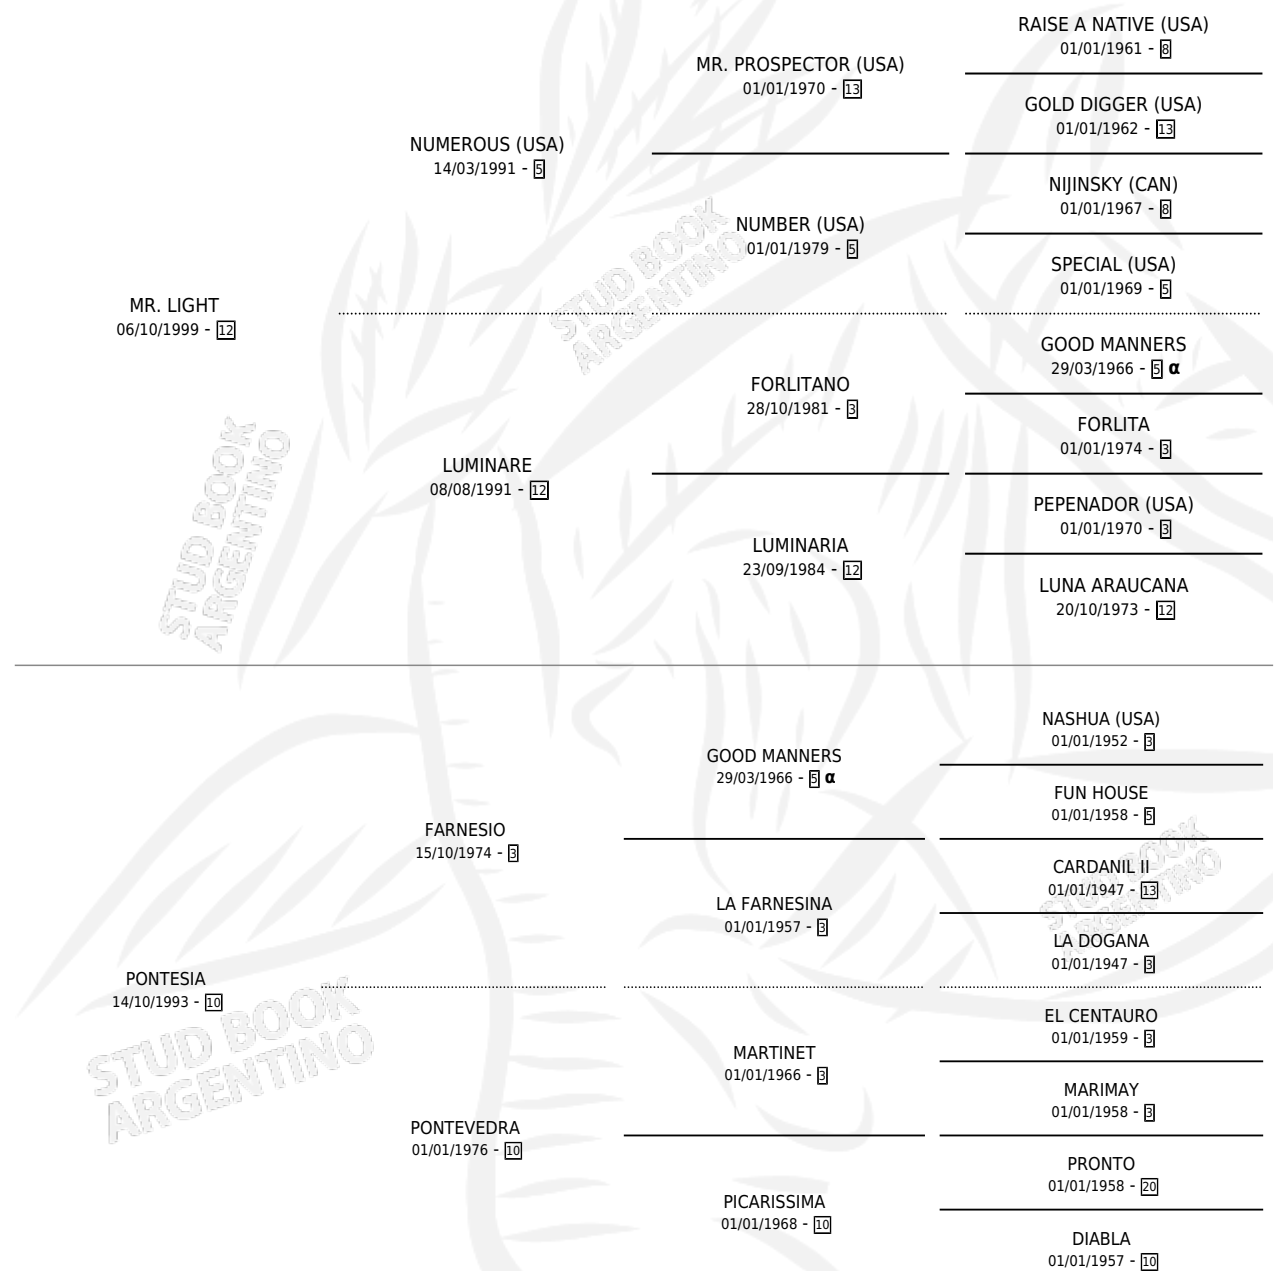 RAISE A NATIVE (USA)
01/01/1961 - 8
MR. PROSPECTOR (USA)
01/01/1970 - 13
GOLD DIGGER (USA)
01/01/1962 - 13
NUMEROUS (USA)
14/03/1991 - 5
NIJINSKY (CAN)
01/01/1967 - 8
NUMBER (USA)
01/01/1979 - 5
SPECIAL (USA)
01/01/1969 - 5
MR. LIGHT
06/10/1999 - 12
GOOD MANNERS
29/03/1966 - 5 α
FORLITANO
28/10/1981 - 3
FORLITA
01/01/1974 - 3
LUMINARE
08/08/1991 - 12
PEPENADOR (USA)
01/01/1970 - 3
LUMINARIA
23/09/1984 - 12
LUNA ARAUCANA
20/10/1973 - 12
NASHUA (USA)
01/01/1952 - 3
GOOD MANNERS
29/03/1966 - 5 α
FUN HOUSE
01/01/1958 - 5
FARNESIO
15/10/1974 - 3
CARDANIL II
01/01/1947 - 13
LA FARNESINA
01/01/1957 - 3
LA DOGANA
01/01/1947 - 3
PONTESIA
14/10/1993 - 10
EL CENTAURO
01/01/1959 - 3
MARTINET
01/01/1966 - 3
MARIMAY
01/01/1958 - 3
PONTEVEDRA
01/01/1976 - 10
PRONTO
01/01/1958 - 20
PICARISSIMA
01/01/1968 - 10
DIABLA
01/01/1957 - 10
STUD BOOK
ARGENTINO
STUD BOOK
ARGENTINO
STUD BOOK
ARGENTINO
STUD BOOK
ARGENTINO